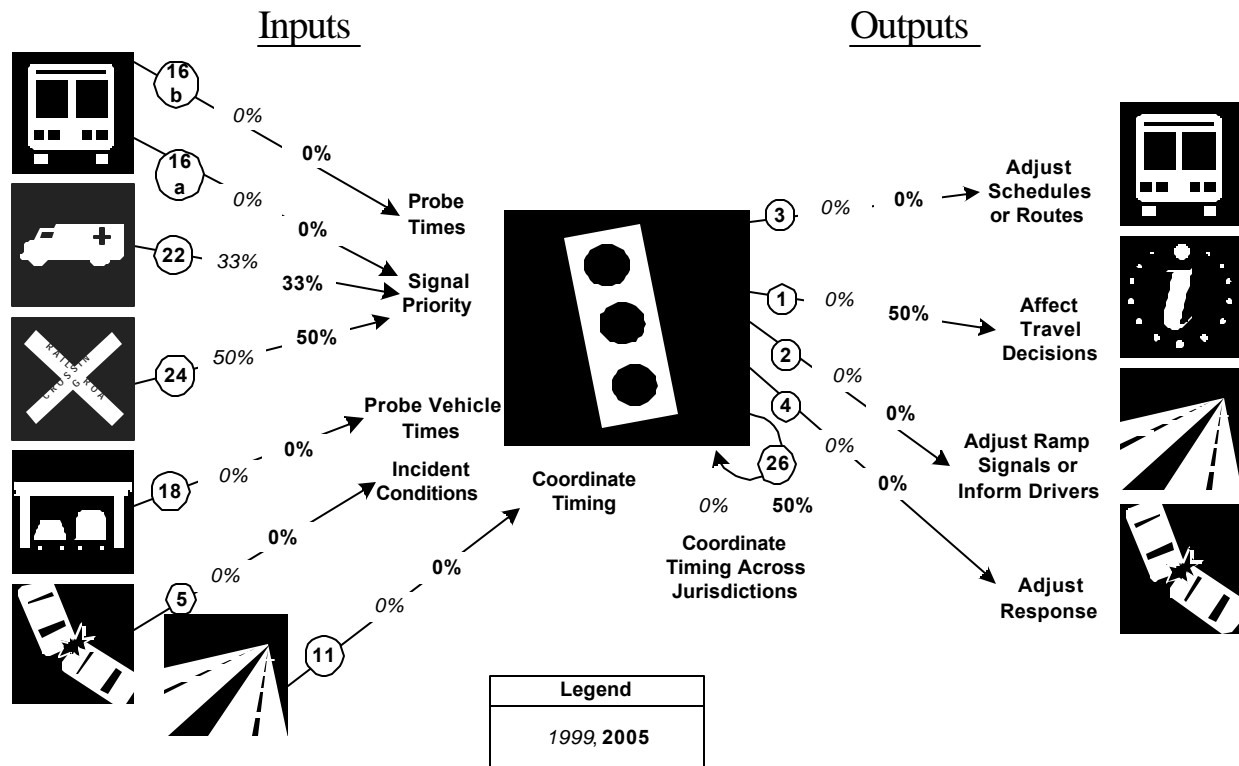 Inputs
Outputs
16
b
0%
0%
16
a
0%
0%
Probe
Times
22
33%
33%
Signal
Priority
24
50%
50%
RAILROAD
CROSSING
18
0%
0%
Probe Vehicle
Times
5
0%
0%
Incident
Conditions
11
0%
0%
Coordinate
Timing
3
0%
0%
Adjust
Schedules
or Routes
1
0%
50%
Affect
Travel
Decisions
i
2
0%
0%
Adjust Ramp
Signals or
Inform Drivers
4
0%
0%
Adjust
Response
26
0%
50%
Coordinate
Timing Across
Jurisdictions
Legend
1999, 2005